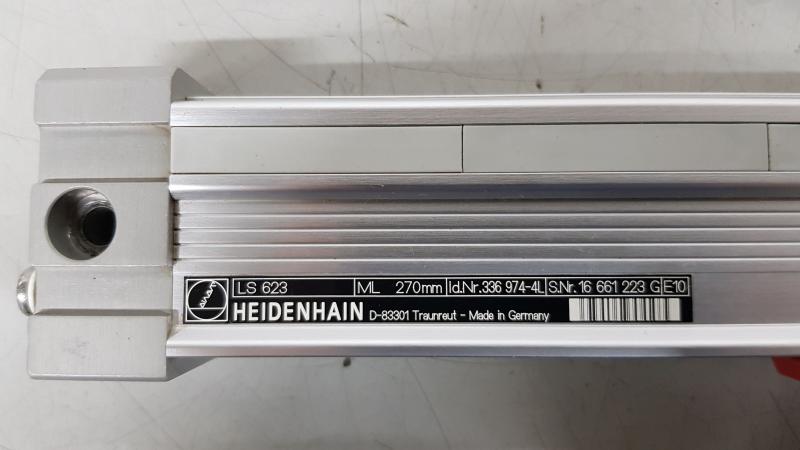 LS 623 ML 270mm Id.Nr.336 974-4L S.Nr.16 661 223 G E10
HEIDENHAIN D-83301 Traunreut - Made in Germany